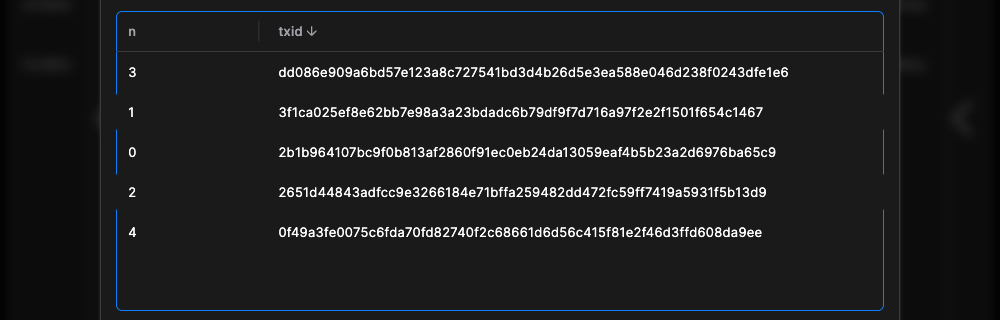 n txid ↓
3 dd086e909a6bd57e123a8c727541bd3d4b26d5e3ea588e046d238f0243dfe1e6
1 3f1ca025ef8e62bb7e98a3a23bdadc6b79df9f7d716a97f2e2f1501f654c1467
0 2b1b964107bc9f0b813af2860f91ec0eb24da13059eaf4b5b23a2d6976ba65c9
2 2651d44843adfcc9e3266184e71bffa259482dd472fc59ff7419a5931f5b13d9
4 0f49a3fe0075c6fda70fd82740f2c68661d6d56c415f81e2f46d3ffd608da9ee